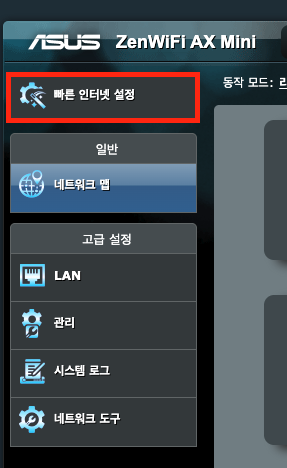 ASUS ZenWiFi AX Mini
빠른 인터넷 설정
동작 모드:
일반
네트워크 맵
고급 설정
LAN
관리
시스템 로그
네트워크 도구